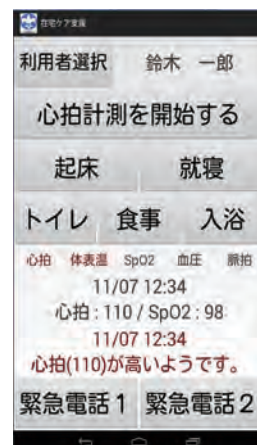 在宅ケア支援
利用者選択 鈴木 一郎
心拍計測を開始する
起床 就寝
トイレ 食事 入浴
心拍 体表温 SpO2 血圧 脈拍
11/07 12:34
心拍:110 / SpO2:98
11/07 12:34
心拍(110)が高いようです。
緊急電話1 緊急電話2